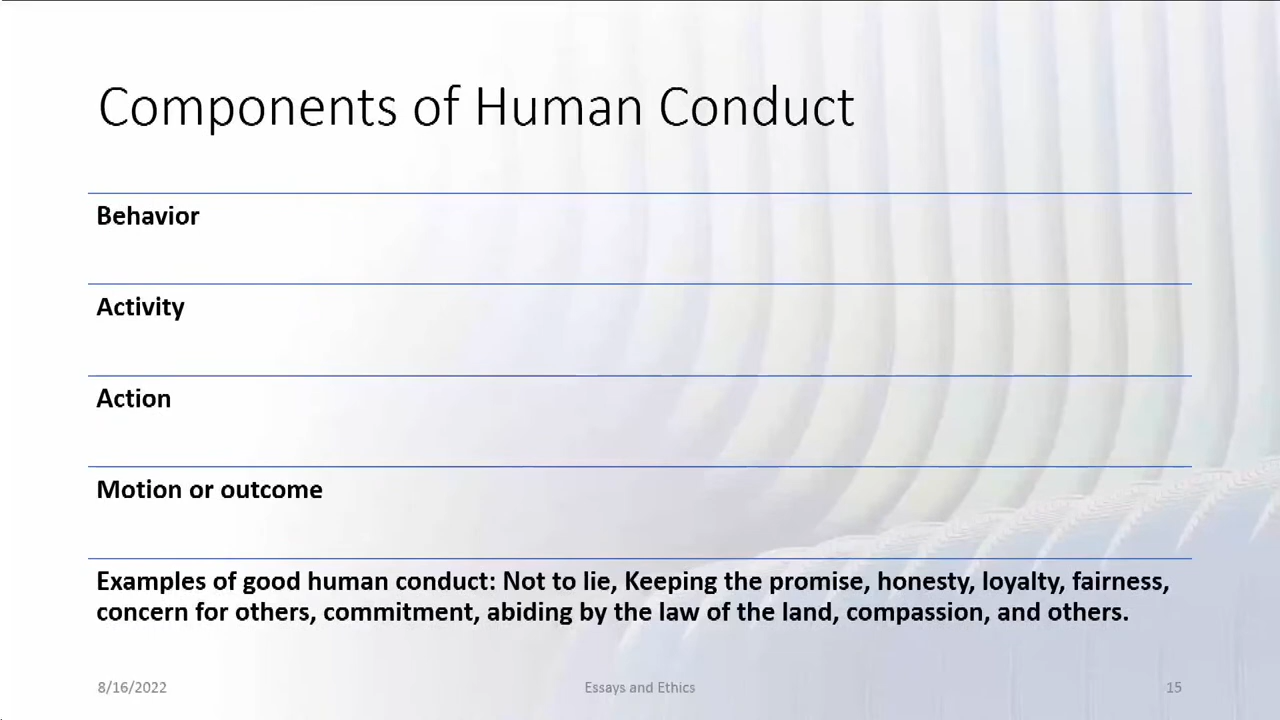 Components of Human Conduct
Behavior
Activity
Action
Motion or outcome
Examples of good human conduct: Not to lie, Keeping the promise, honesty, loyalty, fairness,
concern for others, commitment, abiding by the law of the land, compassion, and others.
8/16/2022
Essays and Ethics
15